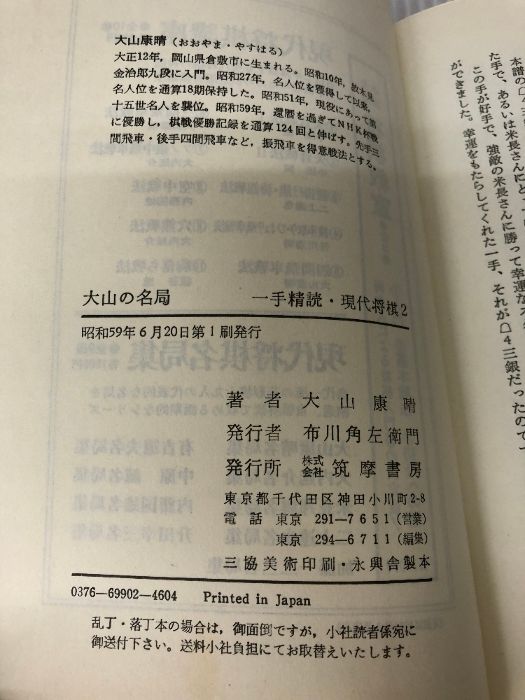 大山康晴(おおやま・やすはる)
大正12年，岡山県倉敷市に生まれる。昭和10年，故木見
金治郎九段に入門。昭和27年，名人位を獲得して以来，
名人位を通算18期保持した。昭和51年，現役にあって第
十五世名人を襲位。昭和59年，還暦を過ぎてNHK杯戦
に優勝し，棋戦優勝記録を通算124回と伸ばす。先手三
間飛車・後手四間飛車など，振飛車を得意戦法とする。
大山の名局 一手精読・現代将棋2
昭和59年6月20日第1刷発行
著者 大山康晴
発行者 布川角左衛門
発行所 株式会社 筑摩書房
東京都千代田区神田小川町2-8
電話 東京 291―7651(営業)
東京 294―6711(編集)
三協美術印刷・永興舎製本
0376-69902-4604 Printed in Japan
乱丁・落丁本の場合は，御面倒ですが，小社読者係宛に
御送付下さい。送料小社負担にてお取替えいたします。
た手で、あるいは米長さんに
この手が好手で、強敵の米長さんに勝って幸運な
ができました。幸運をもたらしてくれた一手、それが☖4三銀だったので